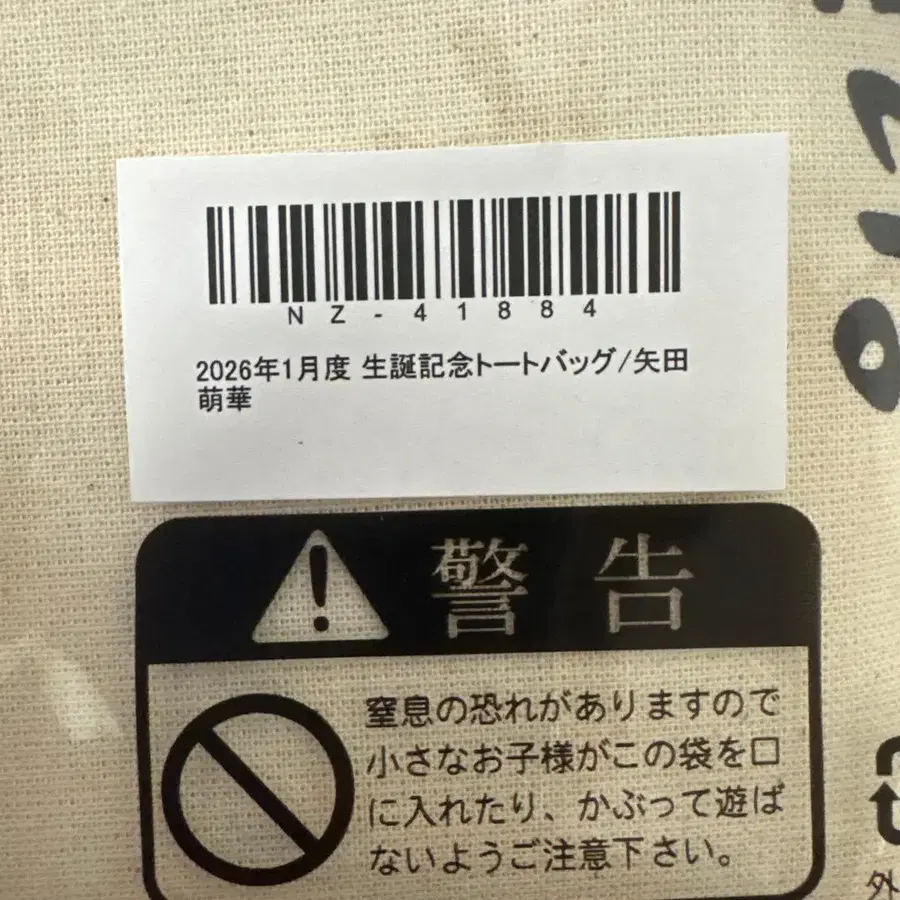 NZ-41884
2026年1月度 生誕記念トートバッグ/矢田
萌華
警告
窒息の恐れがありますので
小さなお子様がこの袋を口
に入れたり、かぶって遊ば
ないようご注意下さい。
外